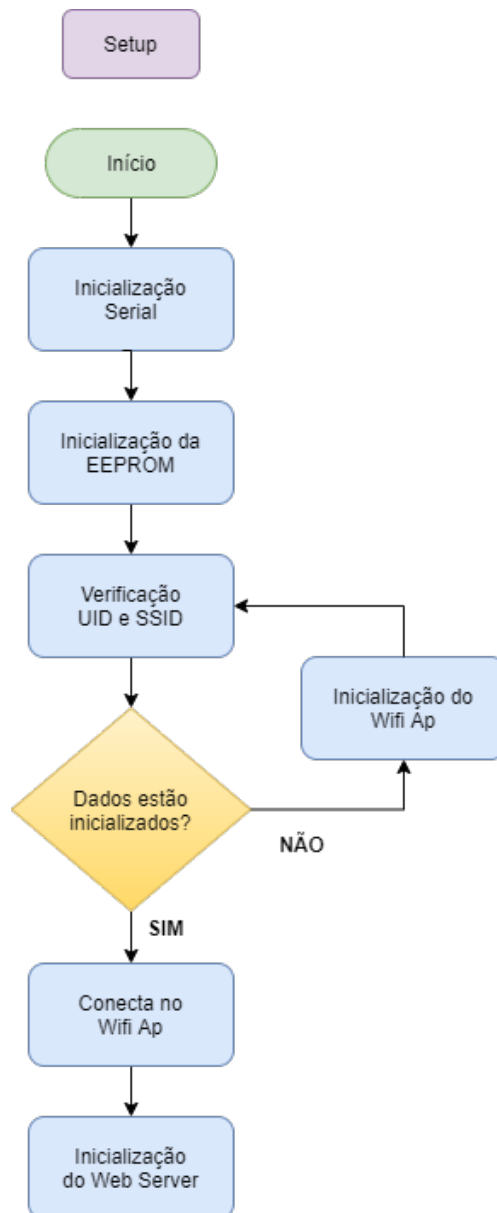 Setup
Início
Inicialização
Serial
Inicialização da
EEPROM
Verificação
UID e SSID
Inicialização do
Wifi Ap
Dados estão
inicializados?
NÃO
SIM
Conecta no
Wifi Ap
Inicialização
do Web Server